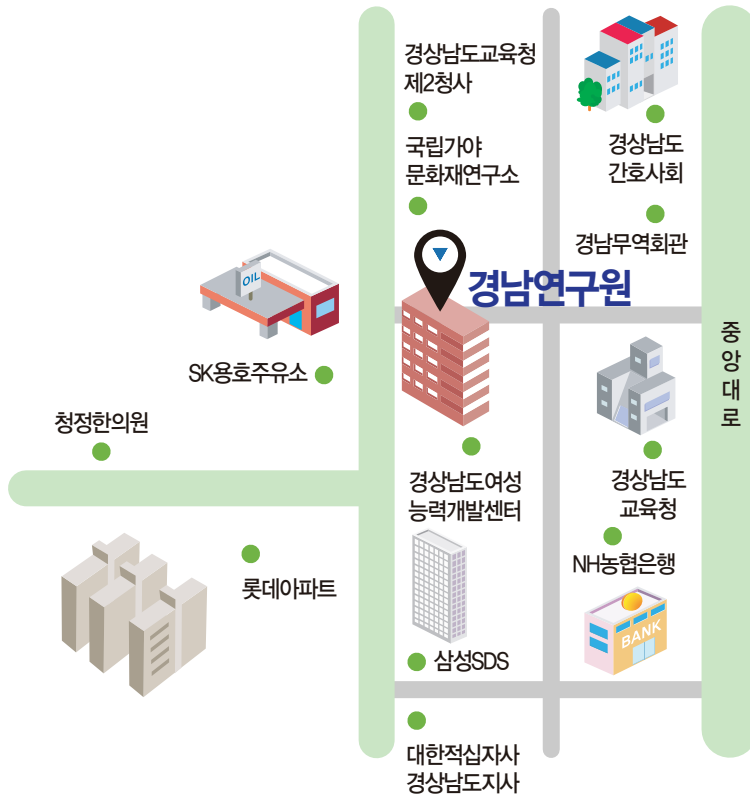 경상남도교육청
제2청사
국립가야
문화재연구소
경상남도
간호사회
경남무역회관
경남연구원
OIL
SK용호주유소
청정한의원
중
앙
대
로
경상남도여성
능력개발센터
경상남도
교육청
NH농협은행
롯데아파트
BANK
삼성SDS
대한적십자사
경상남도지사